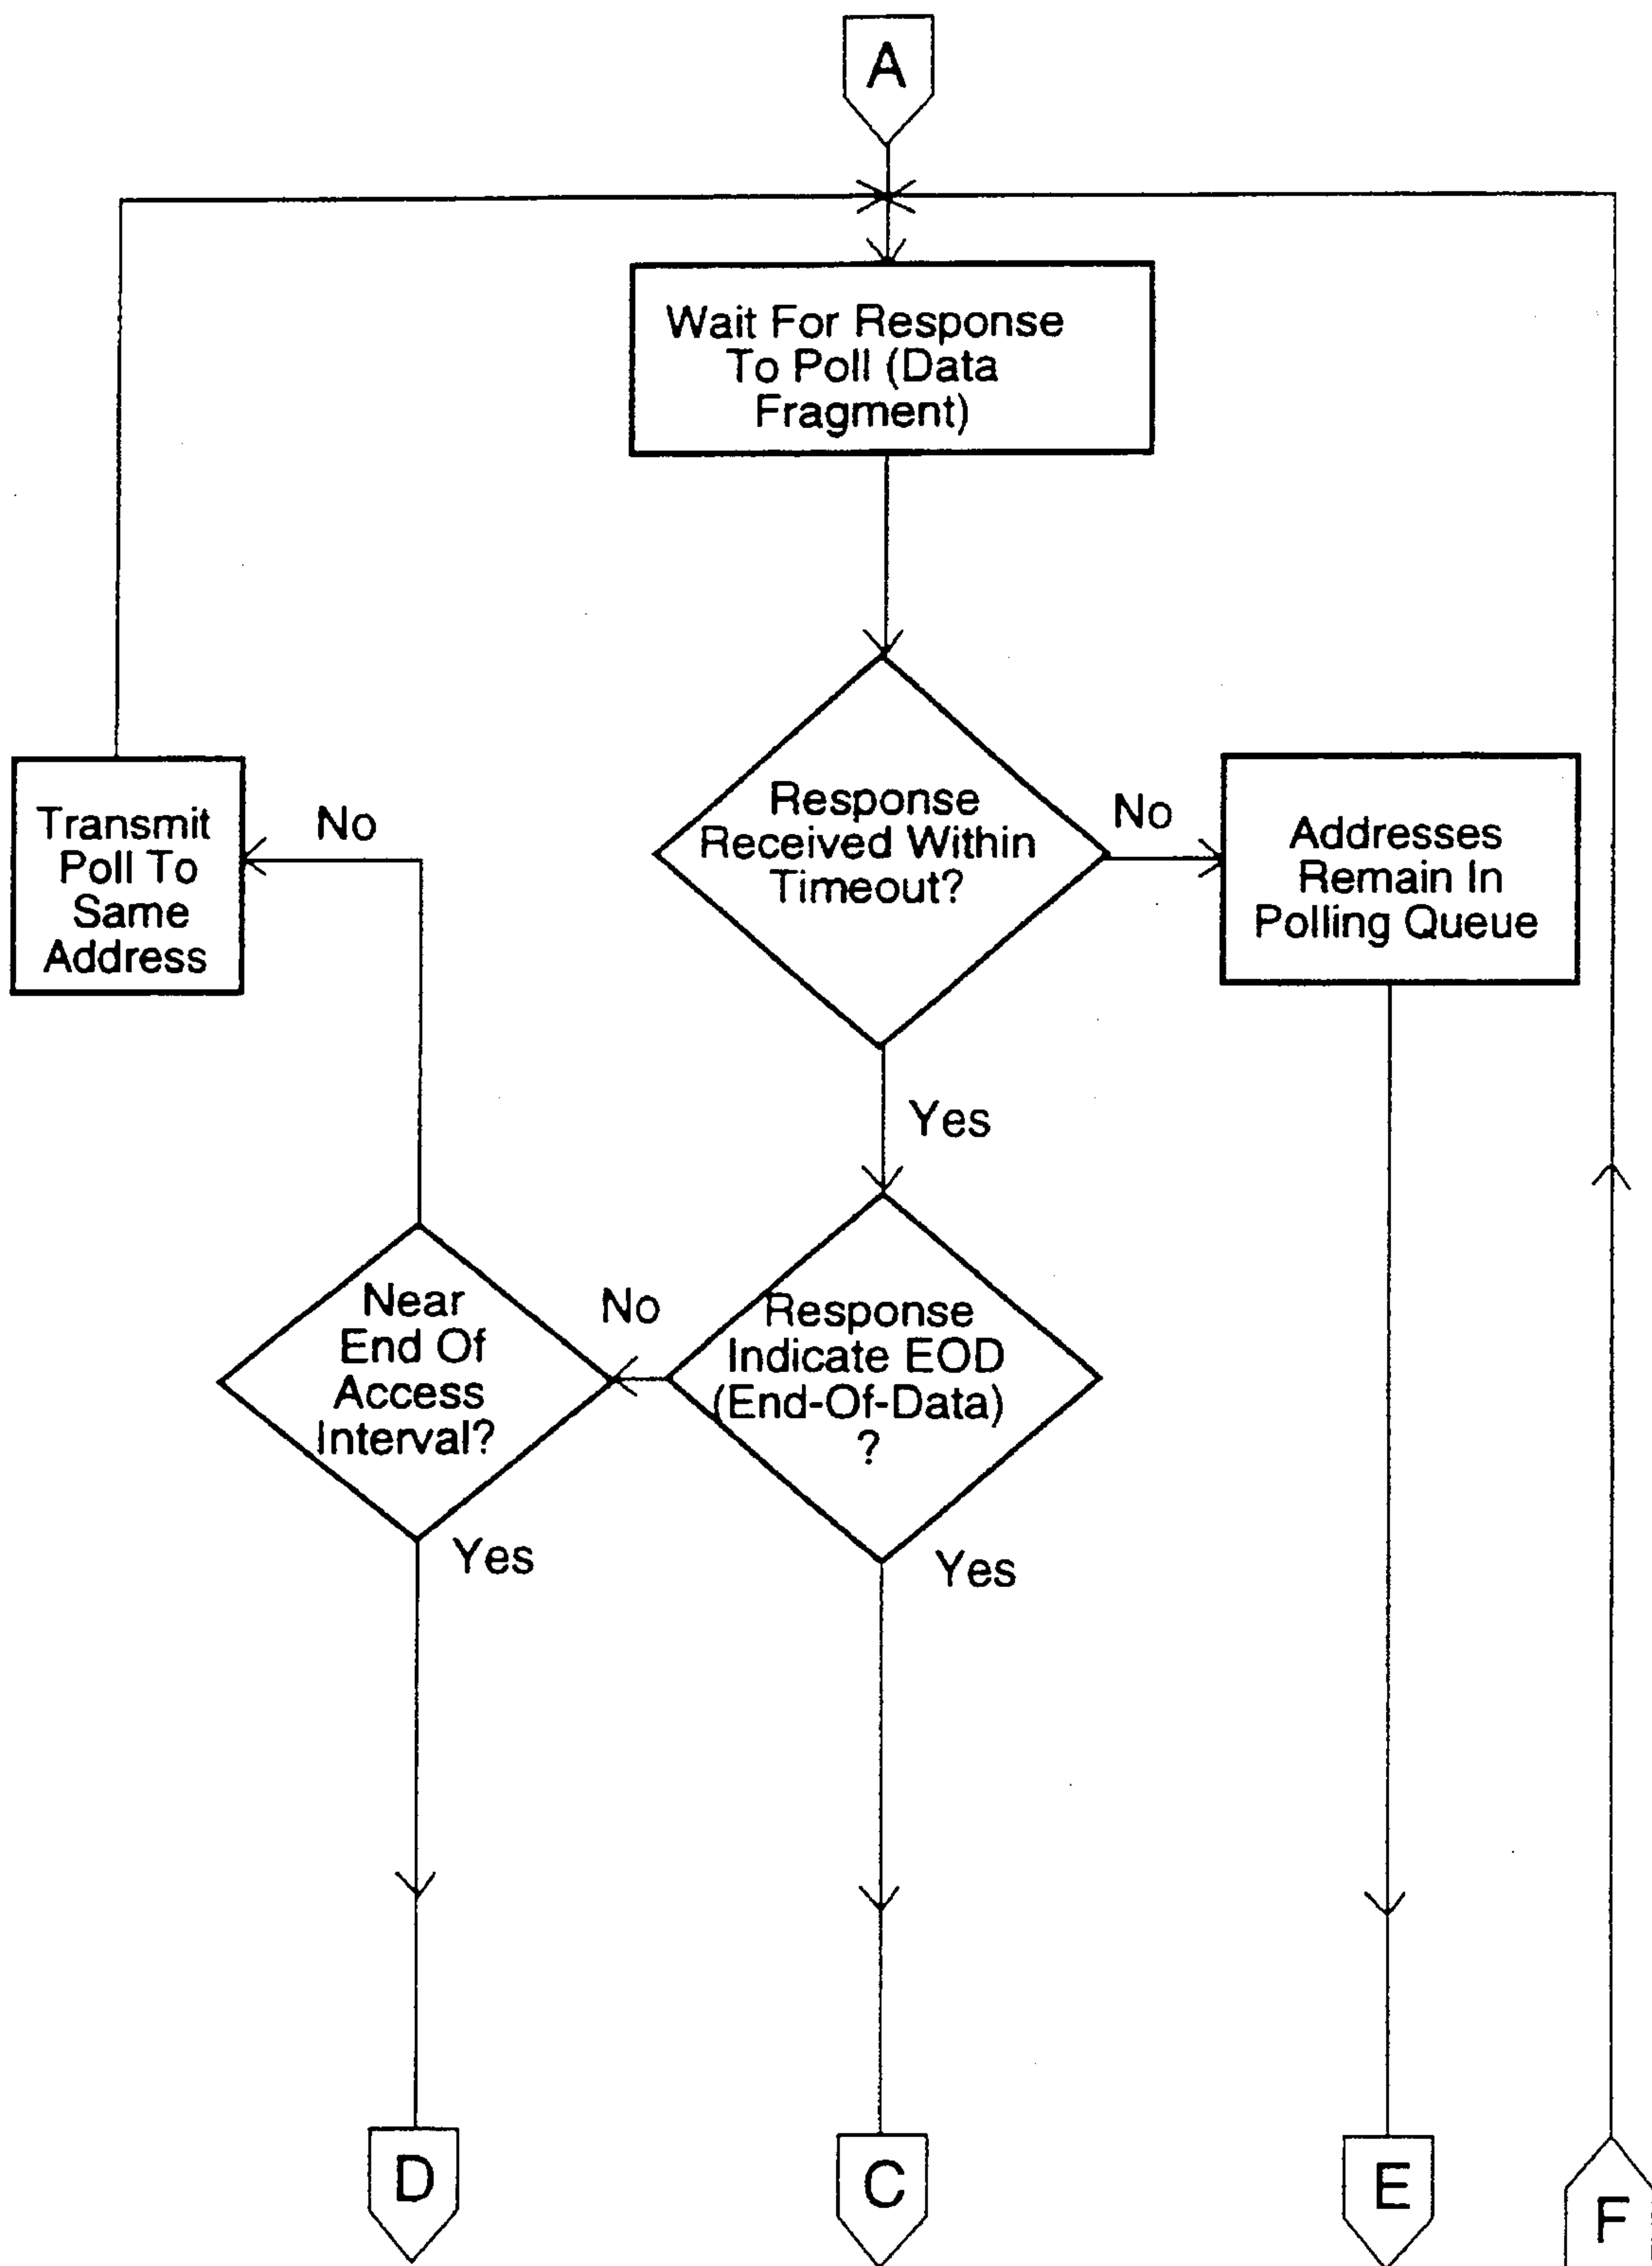 A
Wait For Response
To Poll (Data
Fragment)
Response
Received Within
Timeout?
No
Addresses
Remain In
Polling Queue
No
Transmit
Poll To
Same
Address
Yes
Response
Indicate EOD
(End-Of-Data)
?
No
Near
End Of
Access
Interval?
Yes
Yes
D
C
E
F